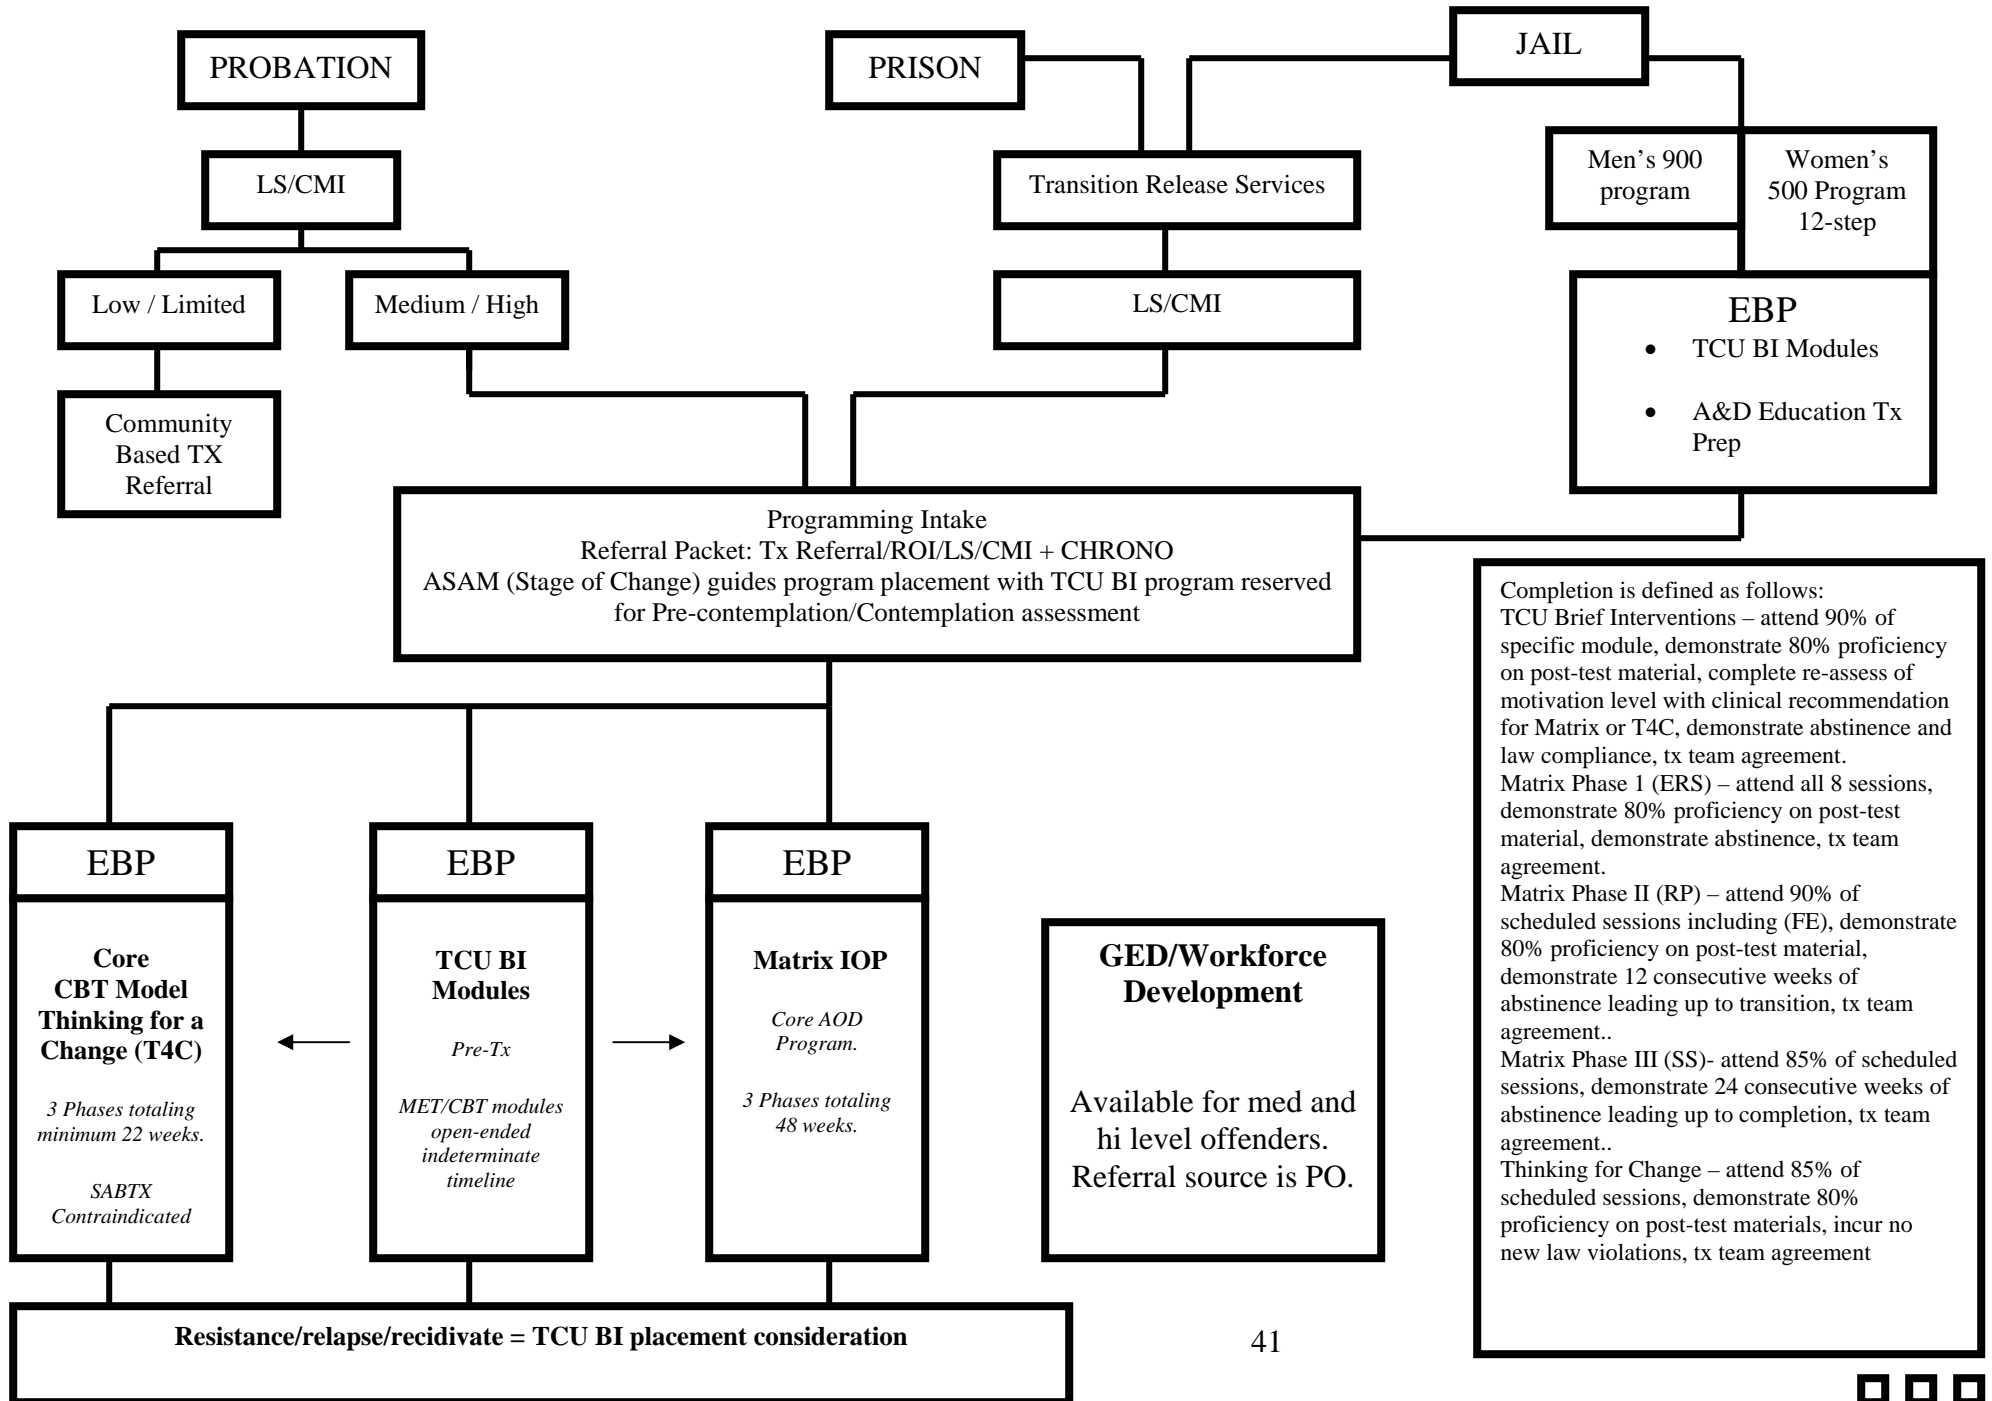 PROBATION
PRISON
JAIL
LS/CMI
Transition Release Services
Men’s 900
program
Women’s
500 Program
12-step
Low / Limited
Medium / High
LS/CMI
EBP
• TCU BI Modules
• A&D Education Tx
Prep
Community
Based TX
Referral
Programming Intake
Referral Packet: Tx Referral/ROI/LS/CMI + CHRONO
ASAM (Stage of Change) guides program placement with TCU BI program reserved
for Pre-contemplation/Contemplation assessment
Completion is defined as follows:
TCU Brief Interventions – attend 90% of
specific module, demonstrate 80% proficiency
on post-test material, complete re-assess of
motivation level with clinical recommendation
for Matrix or T4C, demonstrate abstinence and
law compliance, tx team agreement.
Matrix Phase 1 (ERS) – attend all 8 sessions,
demonstrate 80% proficiency on post-test
material, demonstrate abstinence, tx team
agreement.
Matrix Phase II (RP) – attend 90% of
scheduled sessions including (FE), demonstrate
80% proficiency on post-test material,
demonstrate 12 consecutive weeks of
abstinence leading up to transition, tx team
agreement..
Matrix Phase III (SS)- attend 85% of scheduled
sessions, demonstrate 24 consecutive weeks of
abstinence leading up to completion, tx team
agreement..
Thinking for Change – attend 85% of
scheduled sessions, demonstrate 80%
proficiency on post-test materials, incur no
new law violations, tx team agreement
EBP
Core
CBT Model
Thinking for a
Change (T4C)
3 Phases totaling
minimum 22 weeks.
SABTX
Contraindicated
EBP
TCU BI
Modules
Pre-Tx
MET/CBT modules
open-ended
indeterminate
timeline
EBP
Matrix IOP
Core AOD
Program.
3 Phases totaling
48 weeks.
GED/Workforce
Development
Available for med and
hi level offenders.
Referral source is PO.
Resistance/relapse/recidivate = TCU BI placement consideration
41